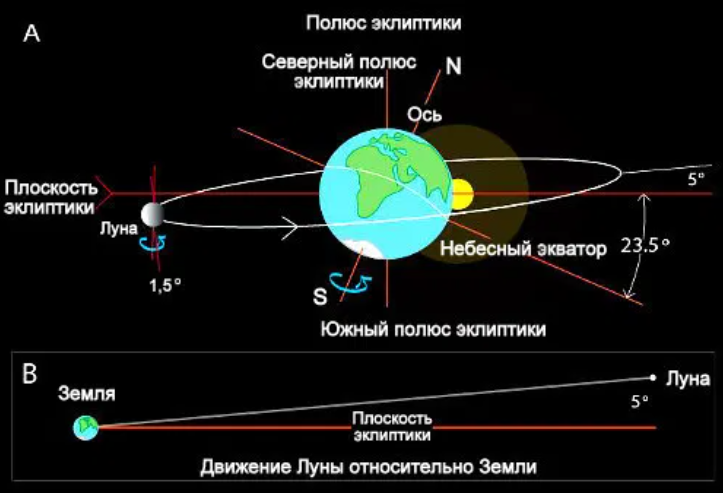 A
Полюс эклиптики
Северный полюс
эклиптики
N
Ось
Плоскость
эклиптики
5°
Луна
Небесный экватор
23.5°
1,5°
S
Южный полюс эклиптики
B
Земля
Луна
5°
Плоскость
эклиптики
Движение Луны относительно Земли